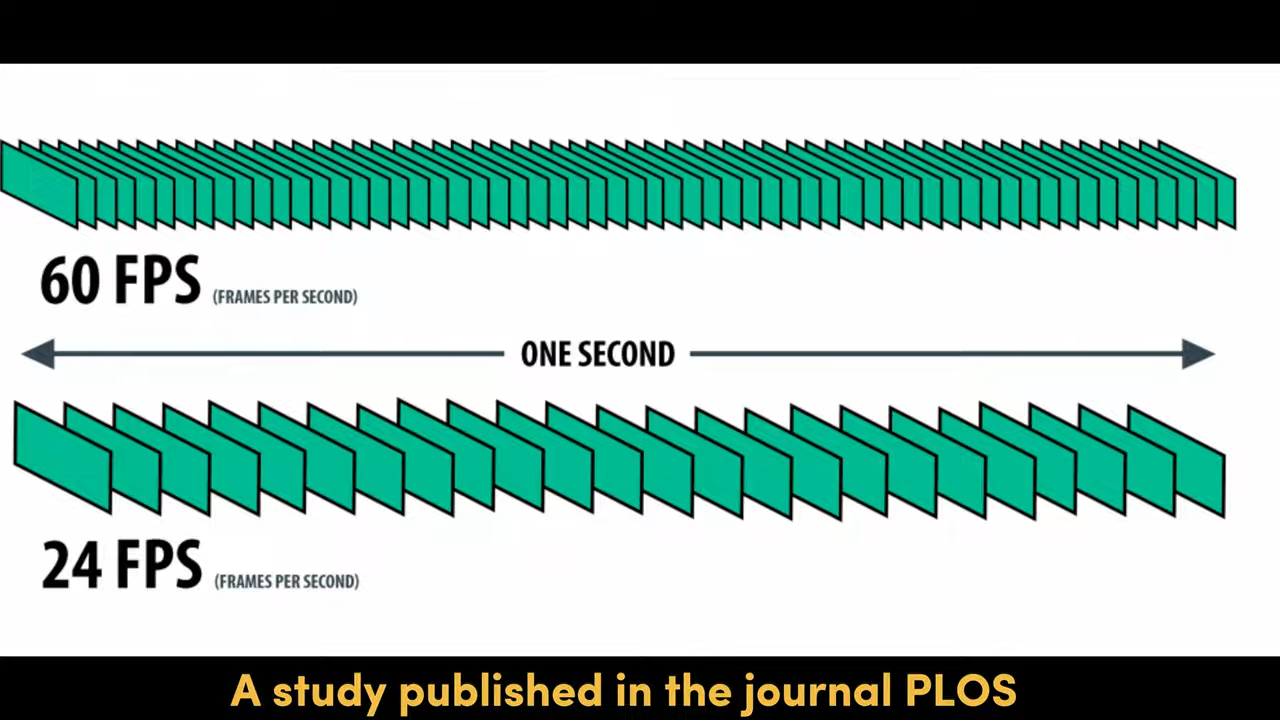 60 FPS (FRAMES PER SECOND)
ONE SECOND
24 FPS (FRAMES PER SECOND)
A study published in the journal PLOS